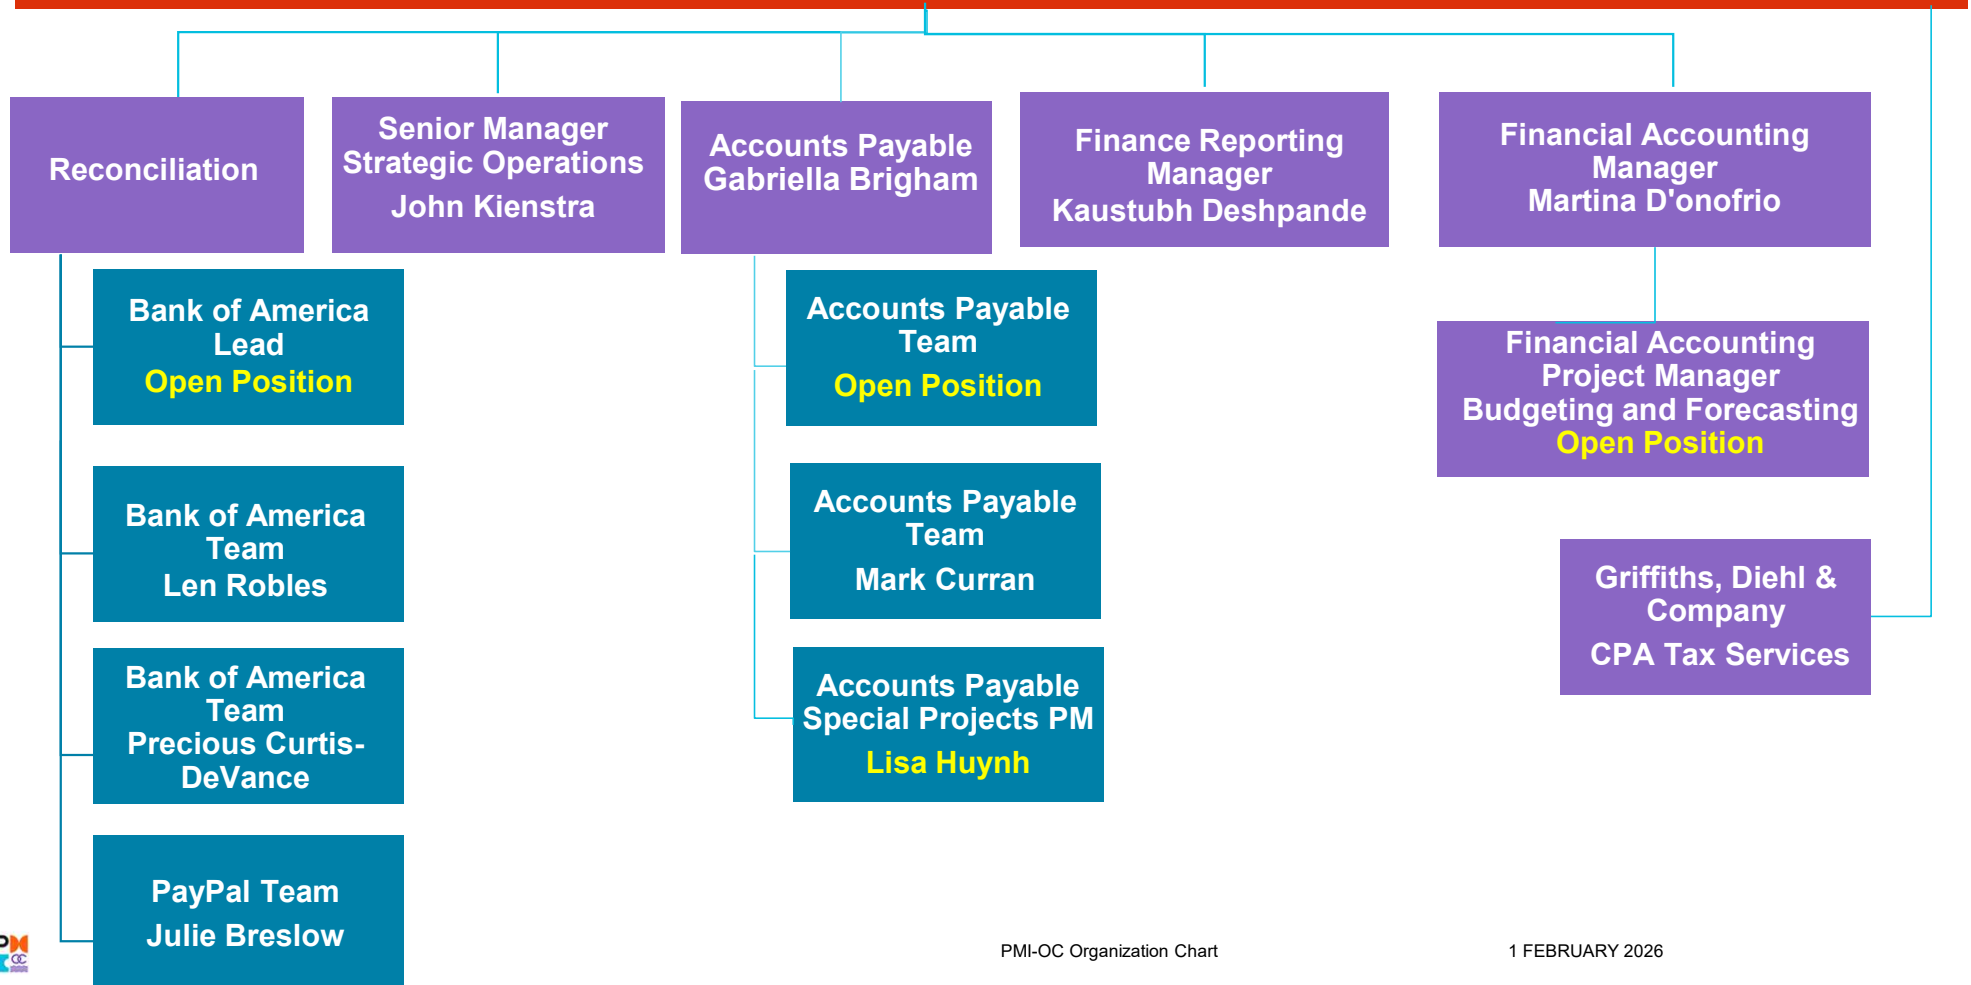 Reconciliation
Senior Manager
Strategic Operations
John Kienstra
Accounts Payable
Gabriella Brigham
Finance Reporting
Manager
Kaustubh Deshpande
Financial Accounting
Manager
Martina D'onofrio
Bank of America
Lead
Open Position
Bank of America
Team
Len Robles
Bank of America
Team
Precious Curtis-
DeVance
PayPal Team
Julie Breslow
Accounts Payable
Team
Open Position
Accounts Payable
Team
Mark Curran
Accounts Payable
Special Projects PM
Lisa Huynh
Financial Accounting
Project Manager
Budgeting and Forecasting
Open Position
Griffiths, Diehl &
Company
CPA Tax Services
OC
PMI-OC Organization Chart
1 FEBRUARY 2026